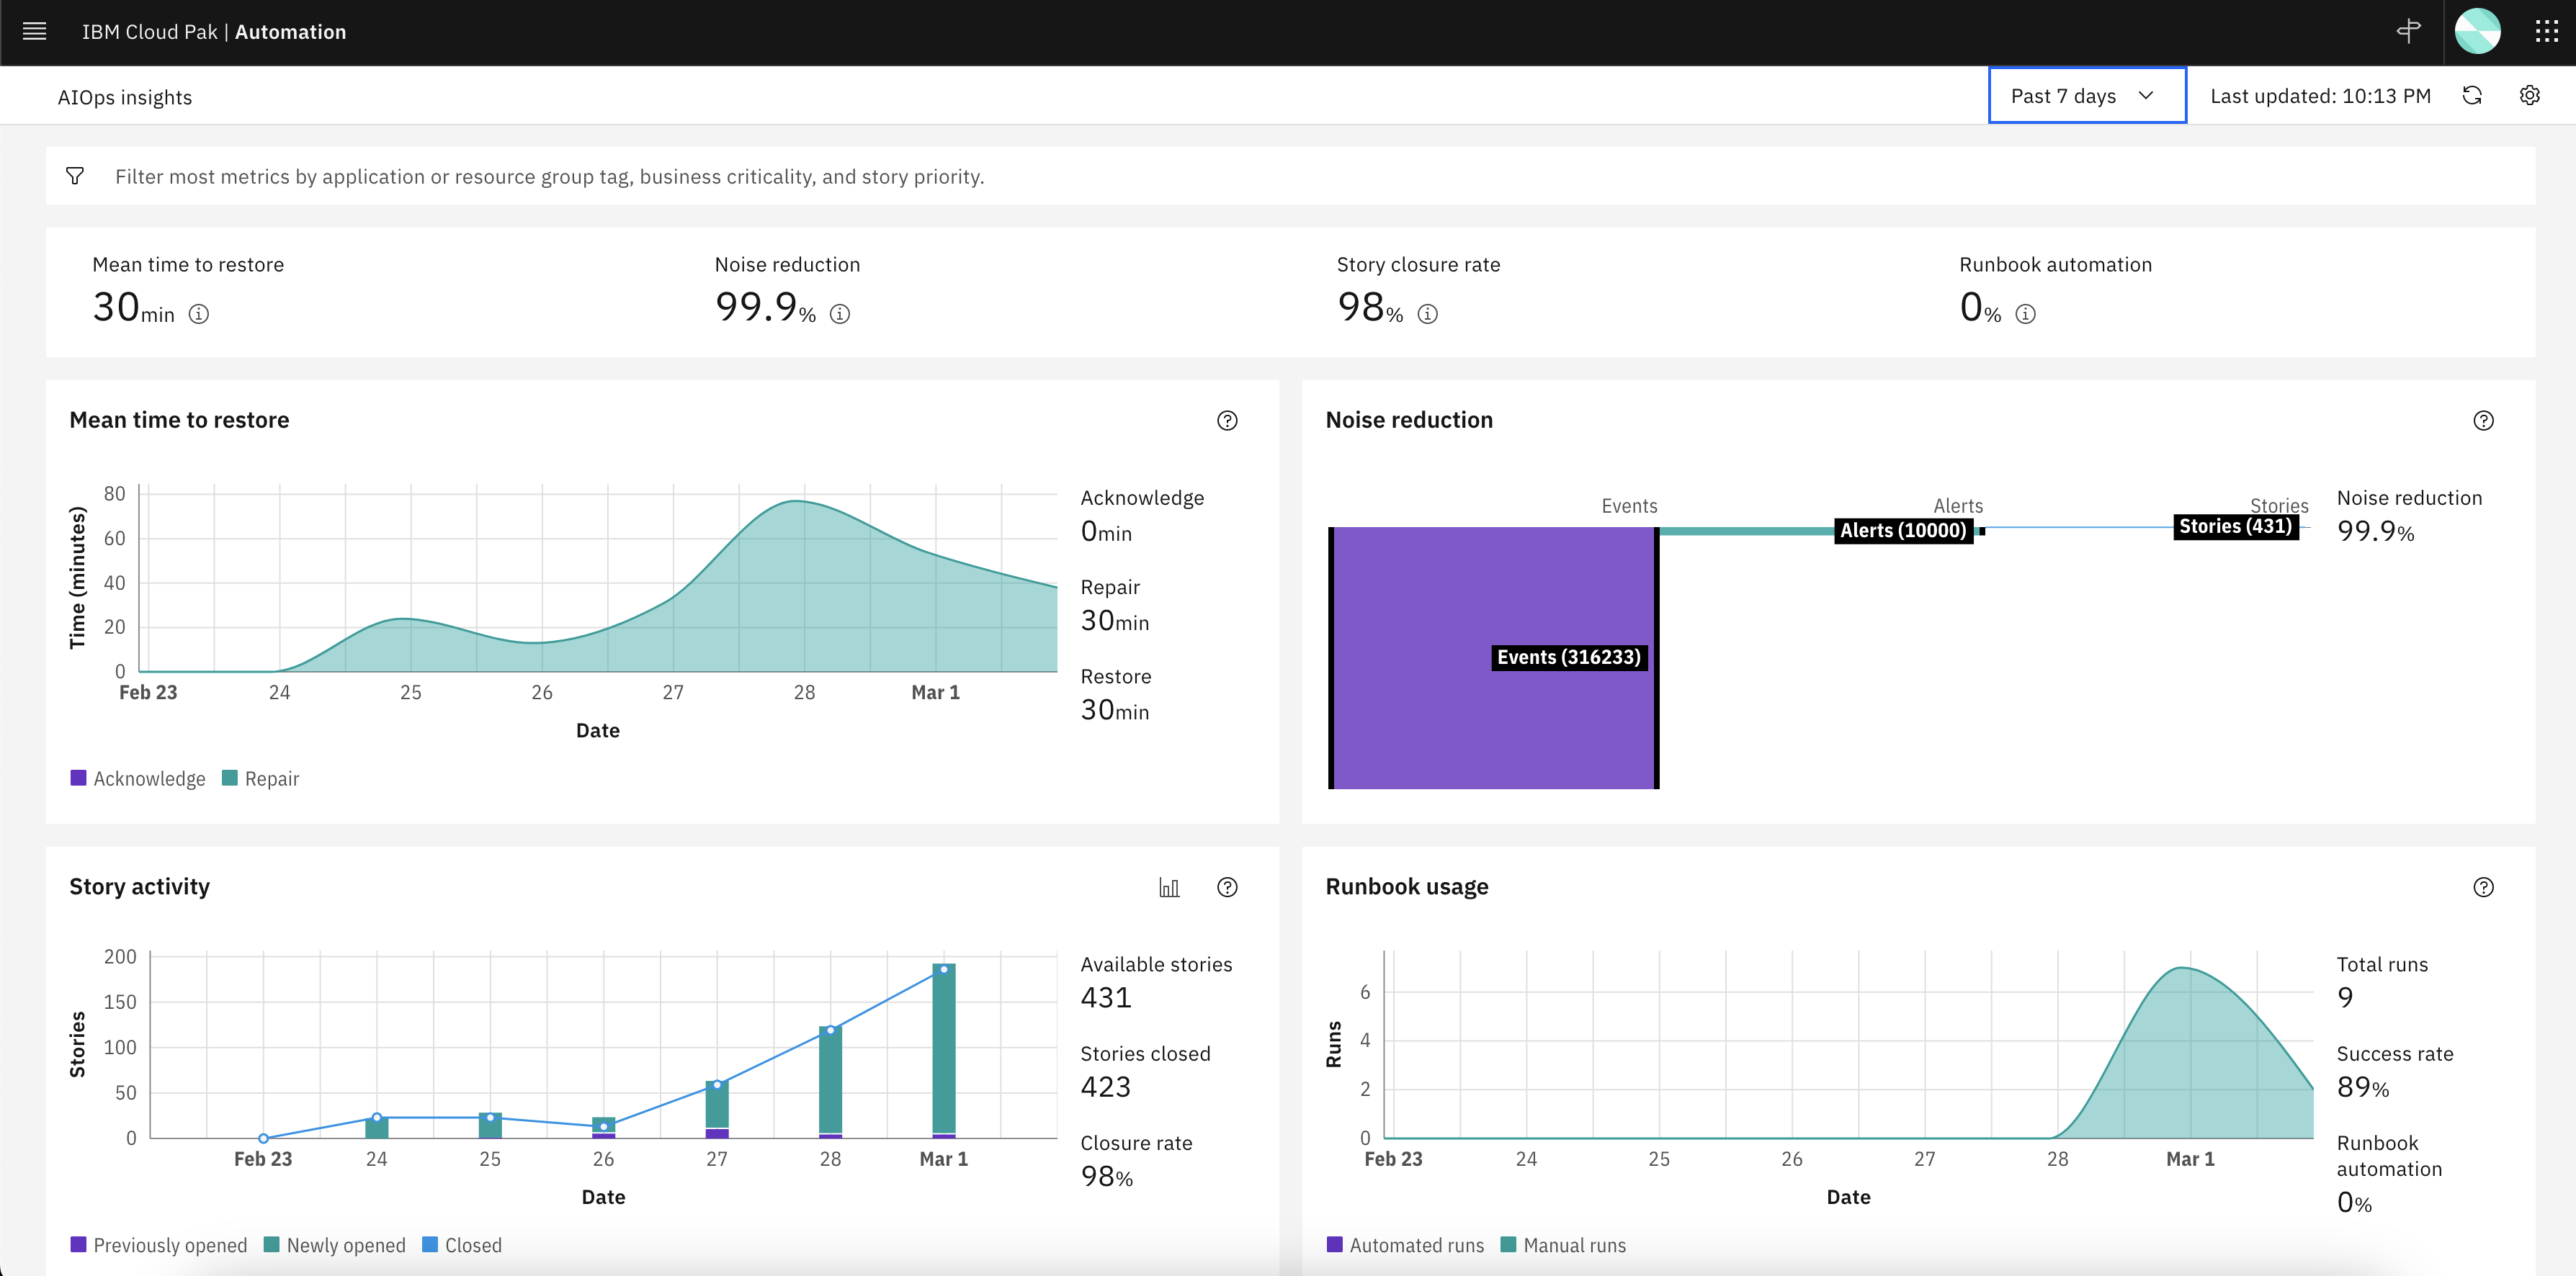 IBM Cloud Pak | Automation
AIOps insights
Past 7 days
Last updated: 10:13 PM
Filter most metrics by application or resource group tag, business criticality, and story priority.
Mean time to restore
30min
Noise reduction
99.9%
Story closure rate
98%
Runbook automation
0%
Mean time to restore
Time (minutes)
80
60
40
20
0
Feb 23
24
25
26
27
28
Mar 1
Date
Acknowledge
Repair
Acknowledge
0min
Repair
30min
Restore
30min
Noise reduction
Events
Alerts
Stories
Events (316233)
Alerts (10000)
Stories (431)
Noise reduction
99.9%
Story activity
Stories
200
150
100
50
0
Feb 23
24
25
26
27
28
Mar 1
Date
Previously opened
Newly opened
Closed
Available stories
431
Stories closed
423
Closure rate
98%
Runbook usage
Runs
6
4
2
0
Feb 23
24
25
26
27
28
Mar 1
Date
Automated runs
Manual runs
Total runs
9
Success rate
89%
Runbook
automation
0%